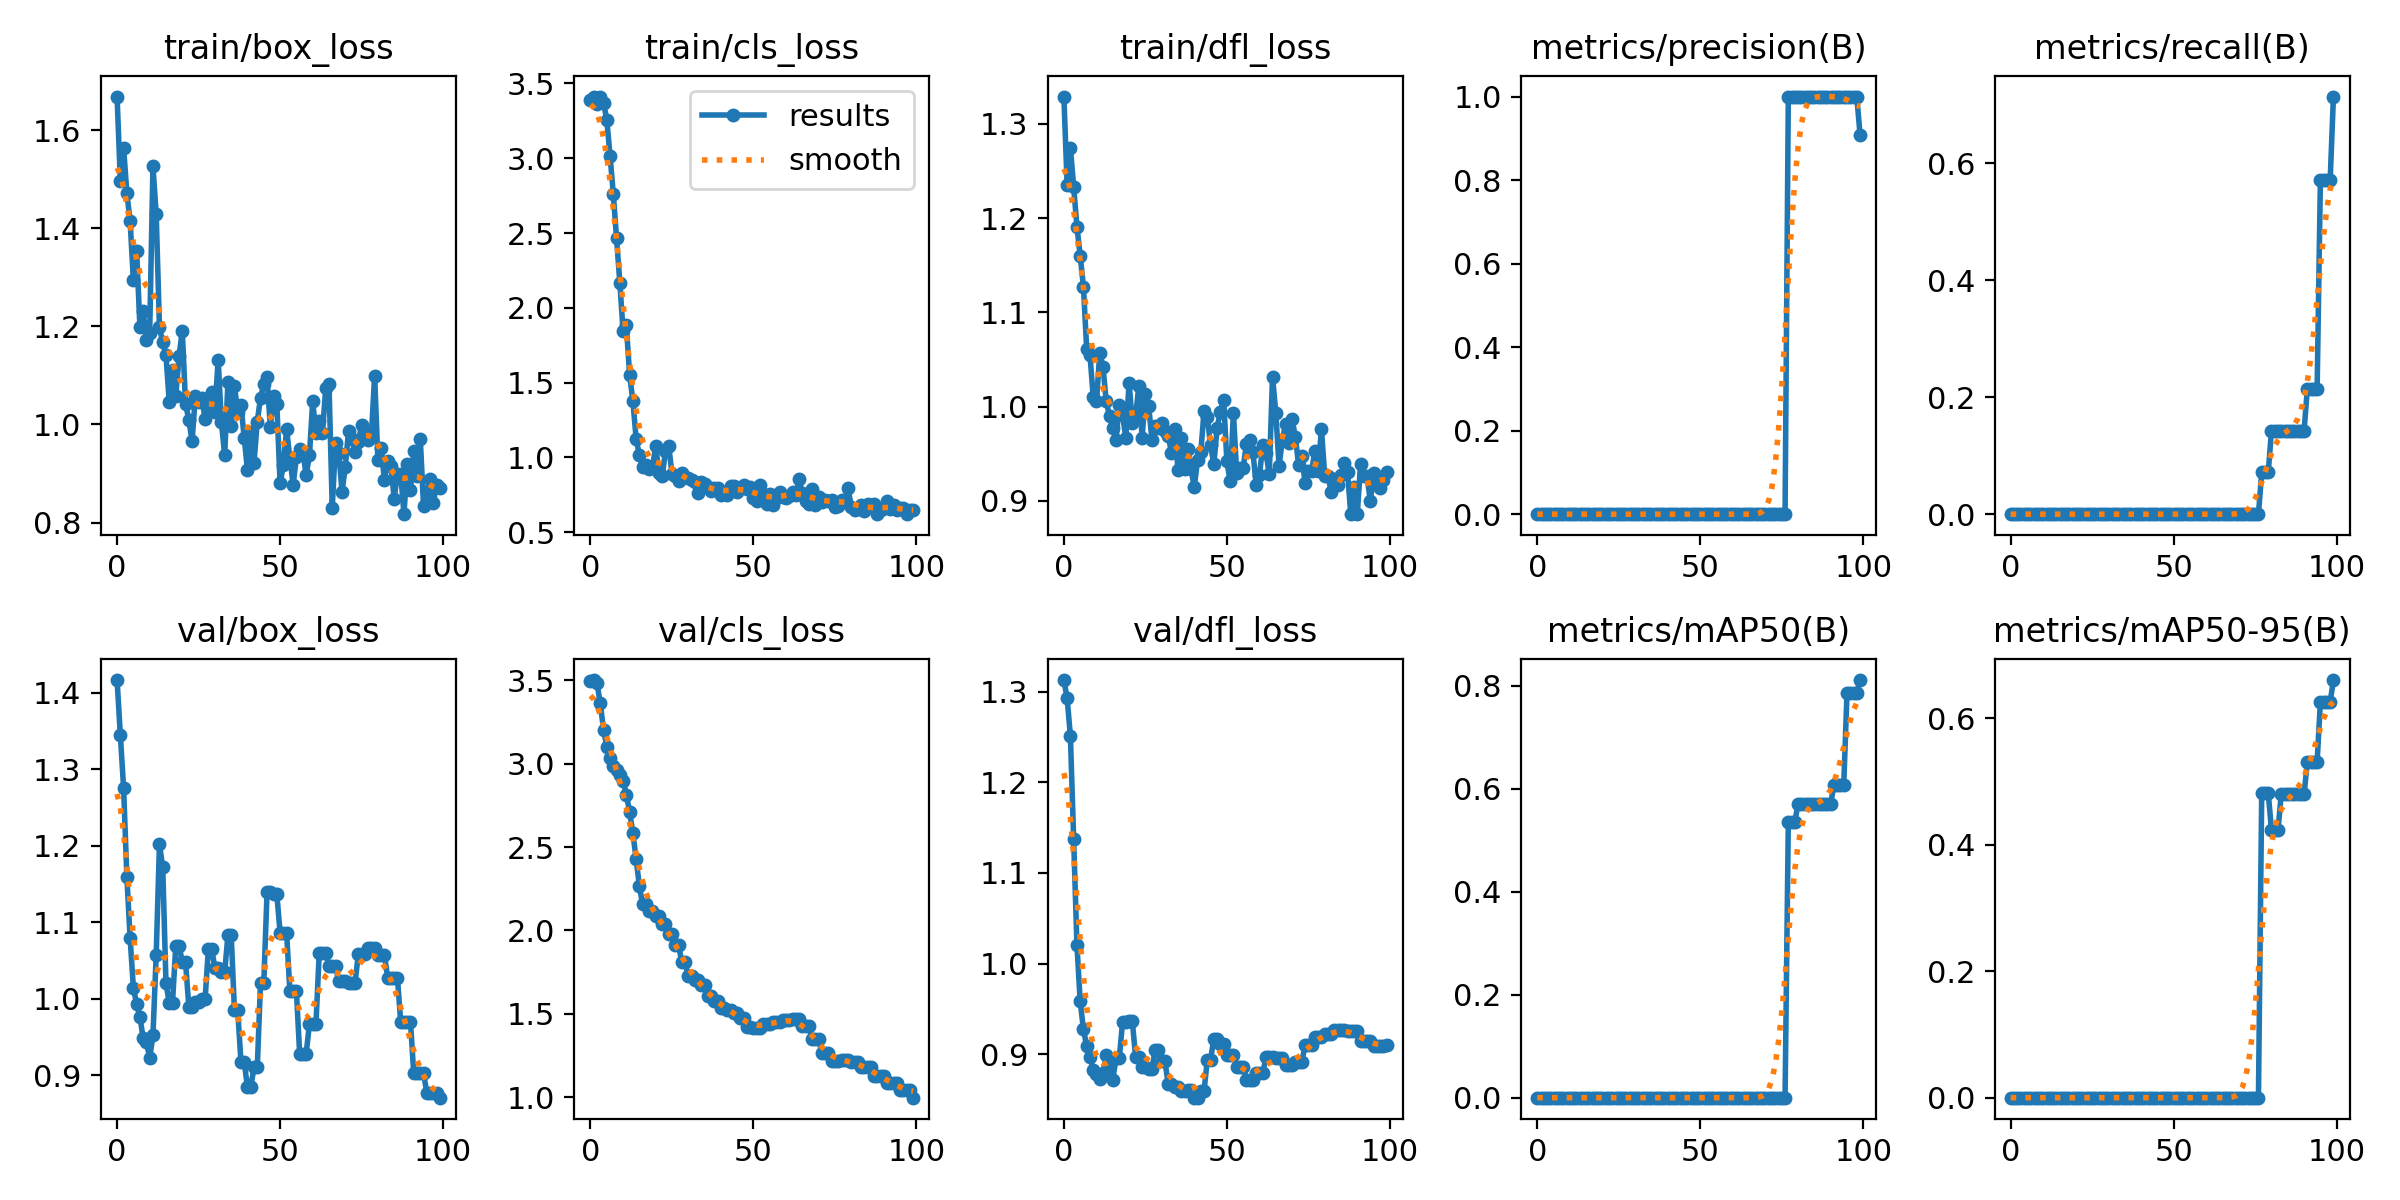 train/box_loss
1.6
1.4
1.2
1.0
0.8
0 50 100
train/cls_loss
results
smooth
3.5
3.0
2.5
2.0
1.5
1.0
0.5
0 50 100
train/dfl_loss
1.3
1.2
1.1
1.0
0.9
0 50 100
metrics/precision(B)
1.0
0.8
0.6
0.4
0.2
0.0
0 50 100
metrics/recall(B)
0.6
0.4
0.2
0.0
0 50 100
val/box_loss
1.4
1.3
1.2
1.1
1.0
0.9
0 50 100
val/cls_loss
3.5
3.0
2.5
2.0
1.5
1.0
0 50 100
val/dfl_loss
1.3
1.2
1.1
1.0
0.9
0 50 100
metrics/mAP50(B)
0.8
0.6
0.4
0.2
0.0
0 50 100
metrics/mAP50-95(B)
0.6
0.4
0.2
0.0
0 50 100